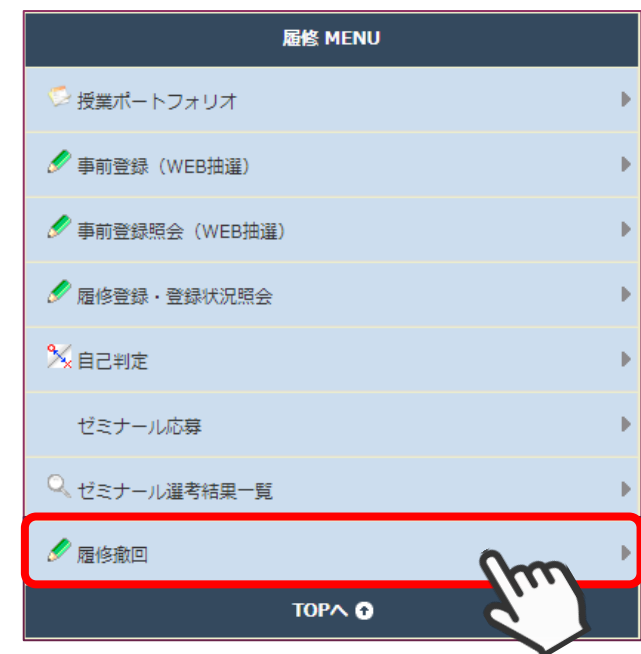 履修 MENU
授業ポートフォリオ
事前登録（WEB抽選）
事前登録照会（WEB抽選）
履修登録・登録状況照会
自己判定
ゼミナール応募
ゼミナール選考結果一覧
履修撤回
TOPへ